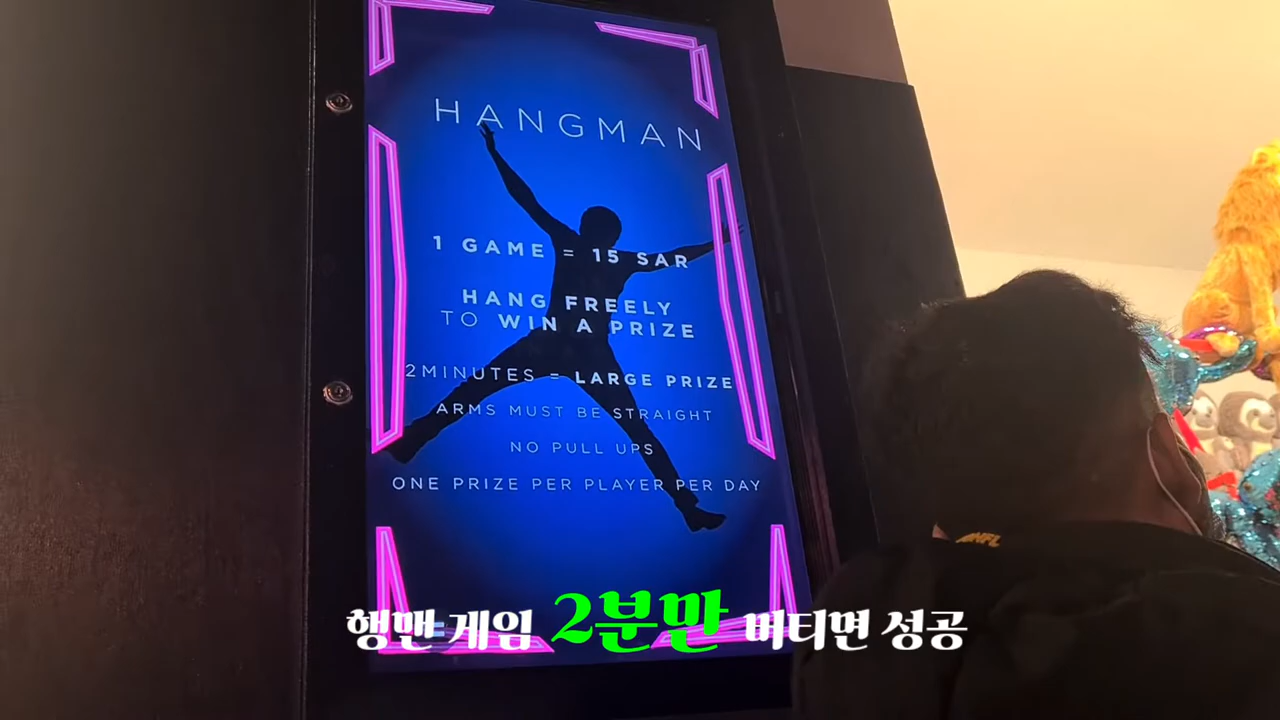 HANGMAN
1 GAME = 15 SAR
HANG FREELY
TO WIN A PRIZE
2MINUTES = LARGE PRIZE
ARMS MUST BE STRAIGHT
NO PULL UPS
ONE PRIZE PER PLAYER PER DAY
행맨 게임 2분만 버티면 성공